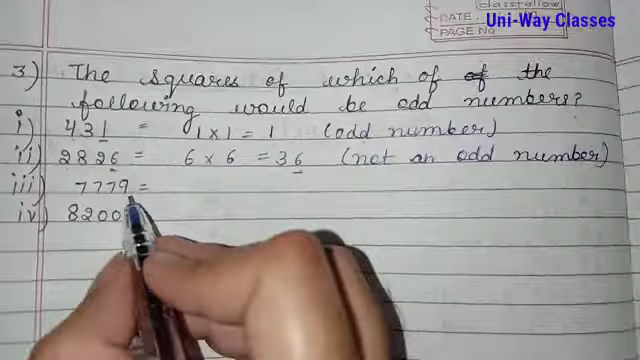 classfellow
DATE
PAGE No
Uni-Way Classes
3) The squares of which of of the
following would be odd numbers?
i) 431 = 1×1 = 1 (odd number)
ii) 2826 = 6 × 6 = 36 (not an odd number)
iii) 7779 =
iv) 8200